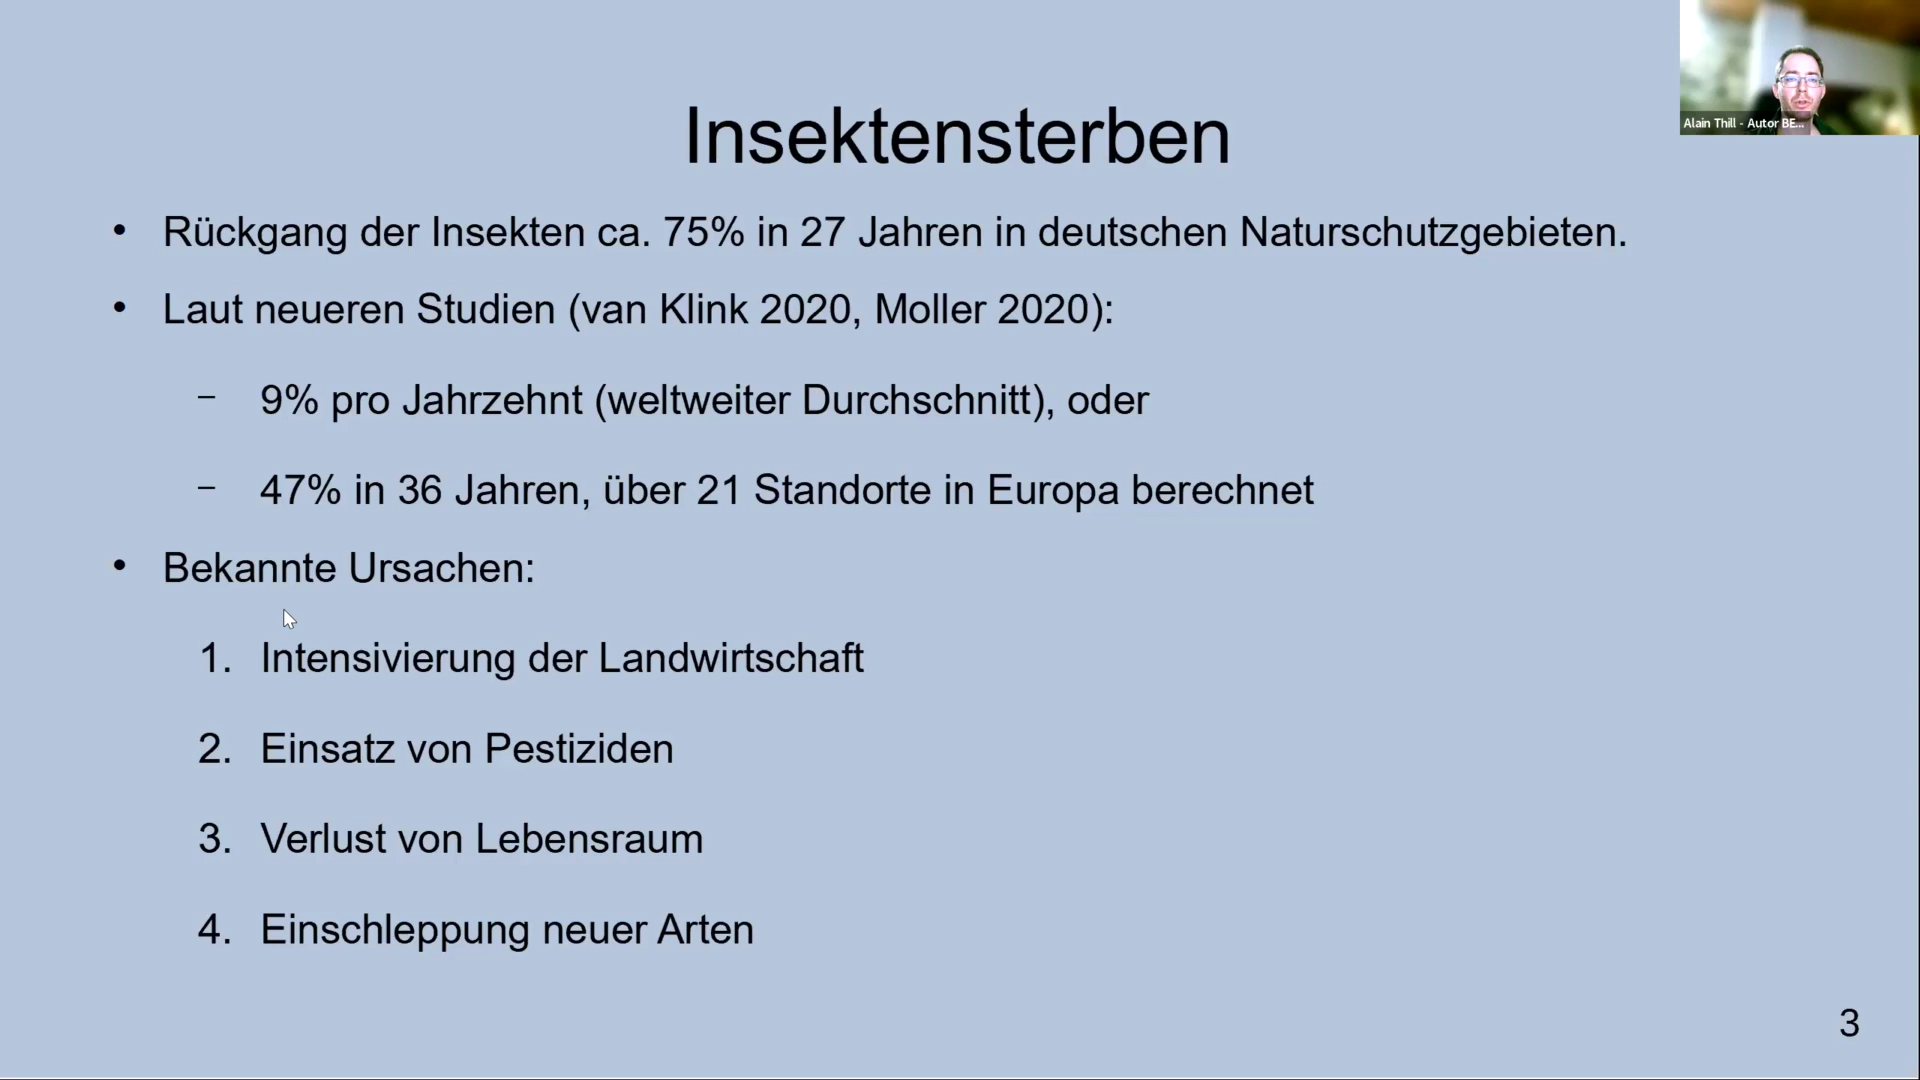 Alain Thill - Autor BE...
Insektensterben
• Rückgang der Insekten ca. 75% in 27 Jahren in deutschen Naturschutzgebieten.
• Laut neueren Studien (van Klink 2020, Moller 2020):
– 9% pro Jahrzehnt (weltweiter Durchschnitt), oder
– 47% in 36 Jahren, über 21 Standorte in Europa berechnet
• Bekannte Ursachen:
1. Intensivierung der Landwirtschaft
2. Einsatz von Pestiziden
3. Verlust von Lebensraum
4. Einschleppung neuer Arten
3